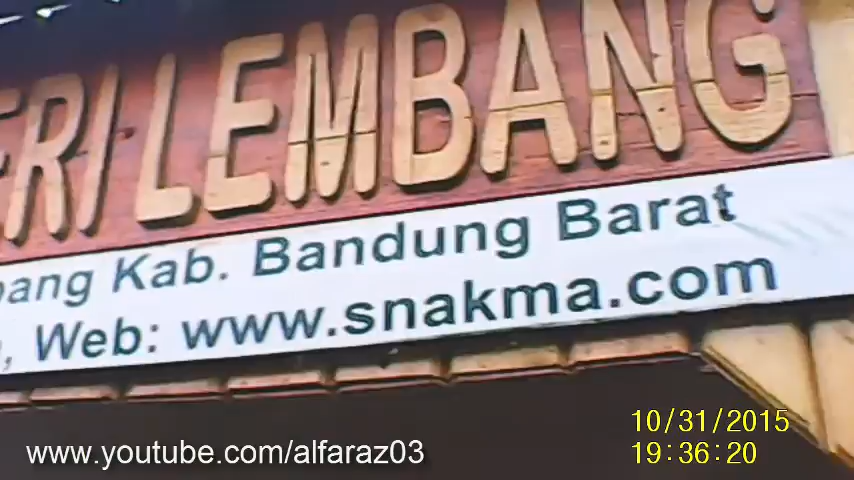 ERI LEMBANG
bang Kab. Bandung Barat
, Web: www.snakma.com
10/31/2015
www.youtube.com/alfaraz03
19:36:20